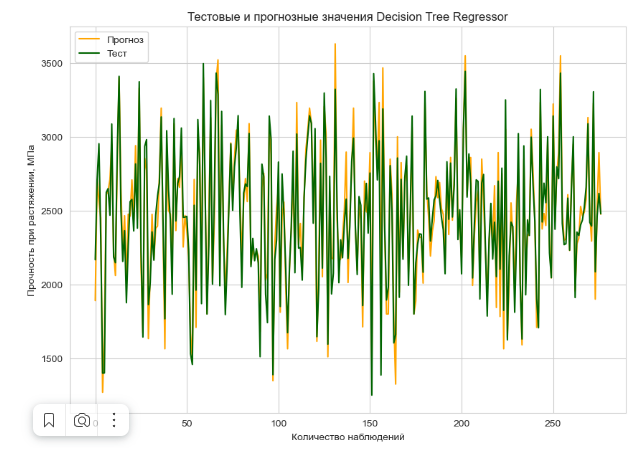 Тестовые и прогнозные значения Decision Tree Regressor
Прогноз
Тест
3500
3000
2500
2000
1500
Прочность при растяжении, МПа
0
50
100
150
200
250
Количество наблюдений